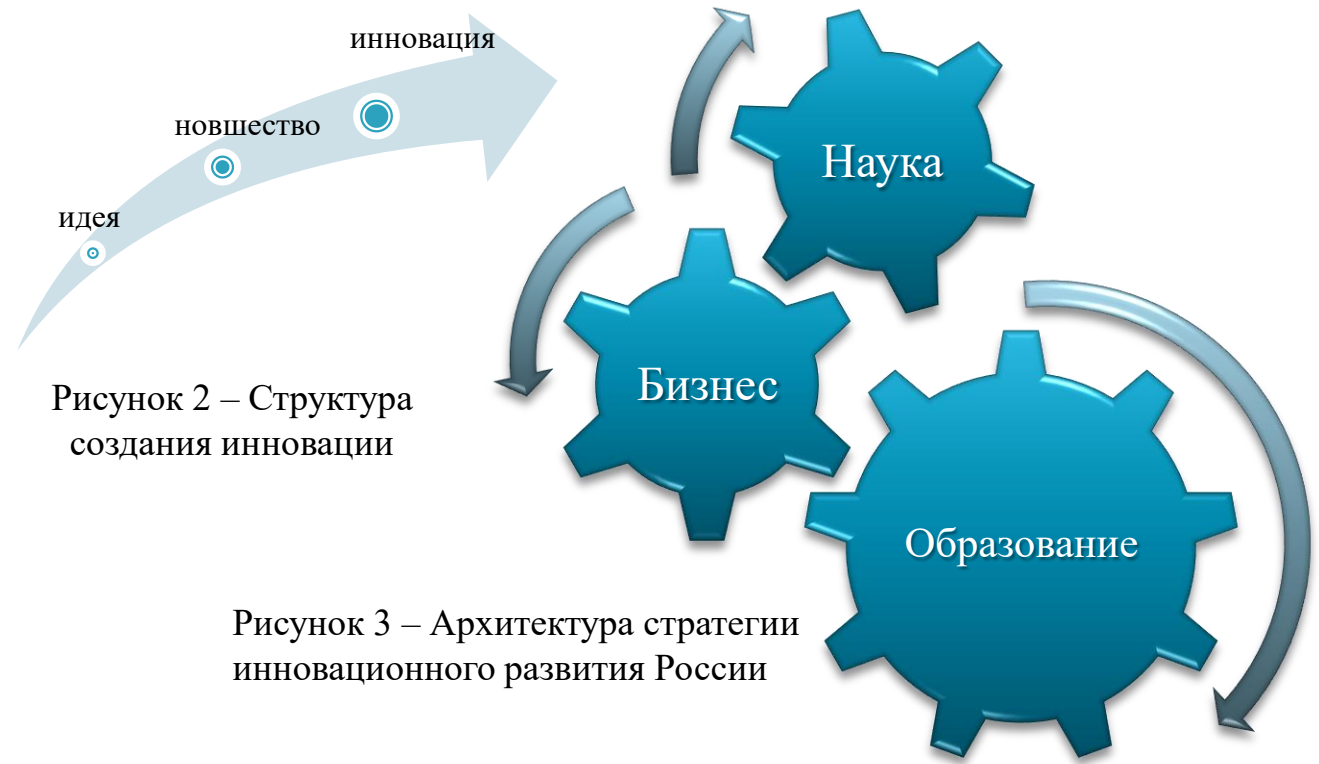 инновация
новшество
идея
Рисунок 2 – Структура
создания инновации
Наука
Бизнес
Образование
Рисунок 3 – Архитектура стратегии
инновационного развития России